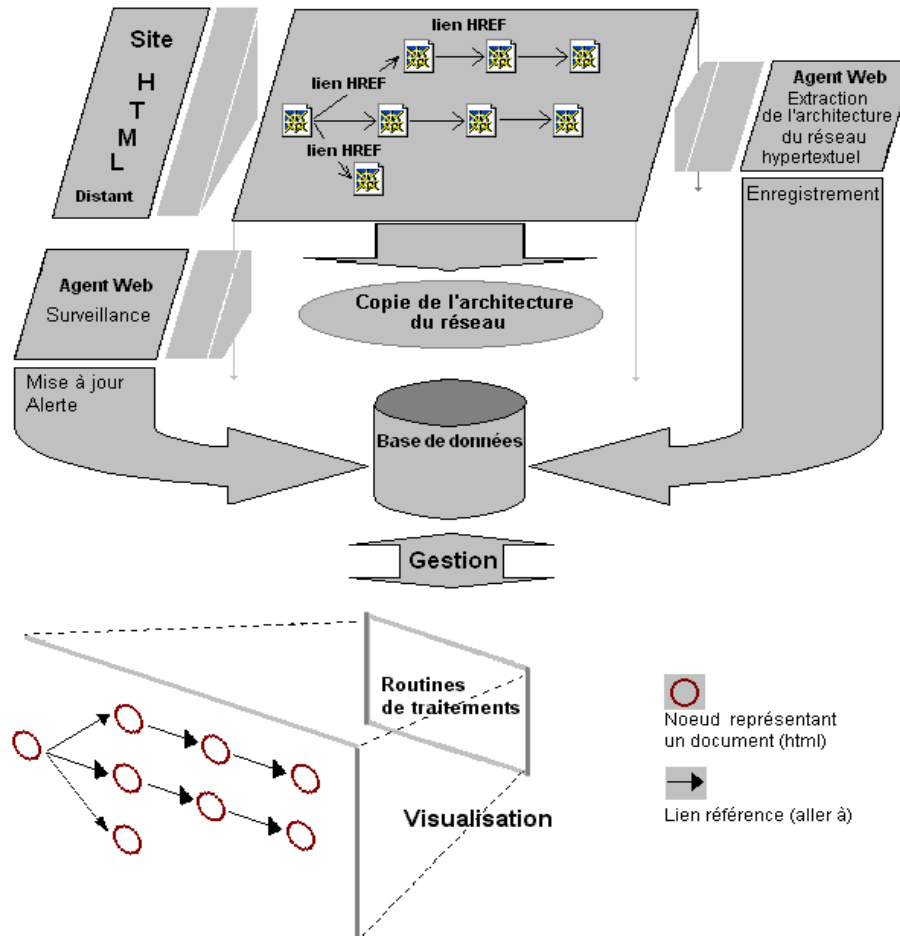 Site
H
T
M
L
Distant
lien HREF
lien HREF
lien HREF
Agent Web
Extraction
de l'architecture
du réseau
hypertextuel
Enregistrement
Agent Web
Surveillance
Mise à jour
Alerte
Copie de l'architecture
du réseau
Base de données
Gestion
Routines
de traitements
Visualisation
Noeud représentant
un document (html)
Lien référence (aller à)